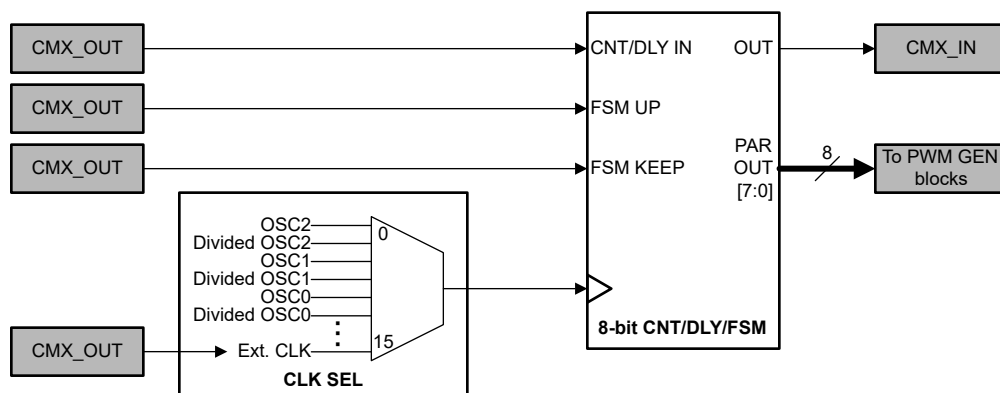 CMX_OUT
CNT/DLY IN
OUT
CMX_IN
CMX_OUT
FSM UP
CMX_OUT
FSM KEEP
PAR
OUT
[7:0]
8
To PWM GEN
blocks
OSC2
Divided OSC2
OSC1
Divided OSC1
OSC0
Divided OSC0
0
15
CMX_OUT
Ext. CLK
CLK SEL
8-bit CNT/DLY/FSM